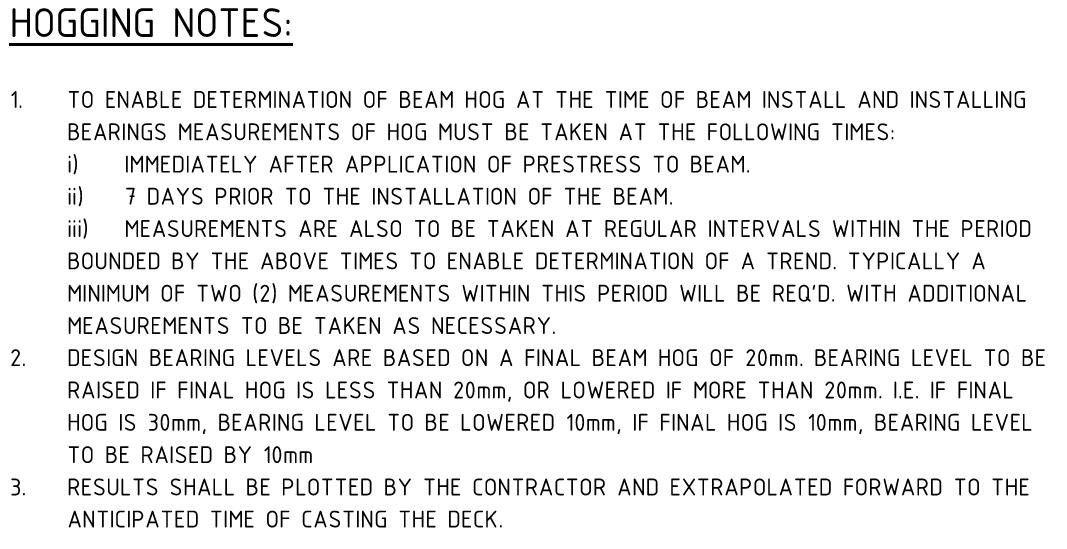 HOGGING NOTES:
1. TO ENABLE DETERMINATION OF BEAM HOG AT THE TIME OF BEAM INSTALL AND INSTALLING
BEARINGS MEASUREMENTS OF HOG MUST BE TAKEN AT THE FOLLOWING TIMES:
i) IMMEDIATELY AFTER APPLICATION OF PRESTRESS TO BEAM.
ii) 7 DAYS PRIOR TO THE INSTALLATION OF THE BEAM.
iii) MEASUREMENTS ARE ALSO TO BE TAKEN AT REGULAR INTERVALS WITHIN THE PERIOD
BOUNDED BY THE ABOVE TIMES TO ENABLE DETERMINATION OF A TREND. TYPICALLY A
MINIMUM OF TWO (2) MEASUREMENTS WITHIN THIS PERIOD WILL BE REQ'D. WITH ADDITIONAL
MEASUREMENTS TO BE TAKEN AS NECESSARY.
2. DESIGN BEARING LEVELS ARE BASED ON A FINAL BEAM HOG OF 20mm. BEARING LEVEL TO BE
RAISED IF FINAL HOG IS LESS THAN 20mm, OR LOWERED IF MORE THAN 20mm. I.E. IF FINAL
HOG IS 30mm, BEARING LEVEL TO BE LOWERED 10mm, IF FINAL HOG IS 10mm, BEARING LEVEL
TO BE RAISED BY 10mm
3. RESULTS SHALL BE PLOTTED BY THE CONTRACTOR AND EXTRAPOLATED FORWARD TO THE
ANTICIPATED TIME OF CASTING THE DECK.